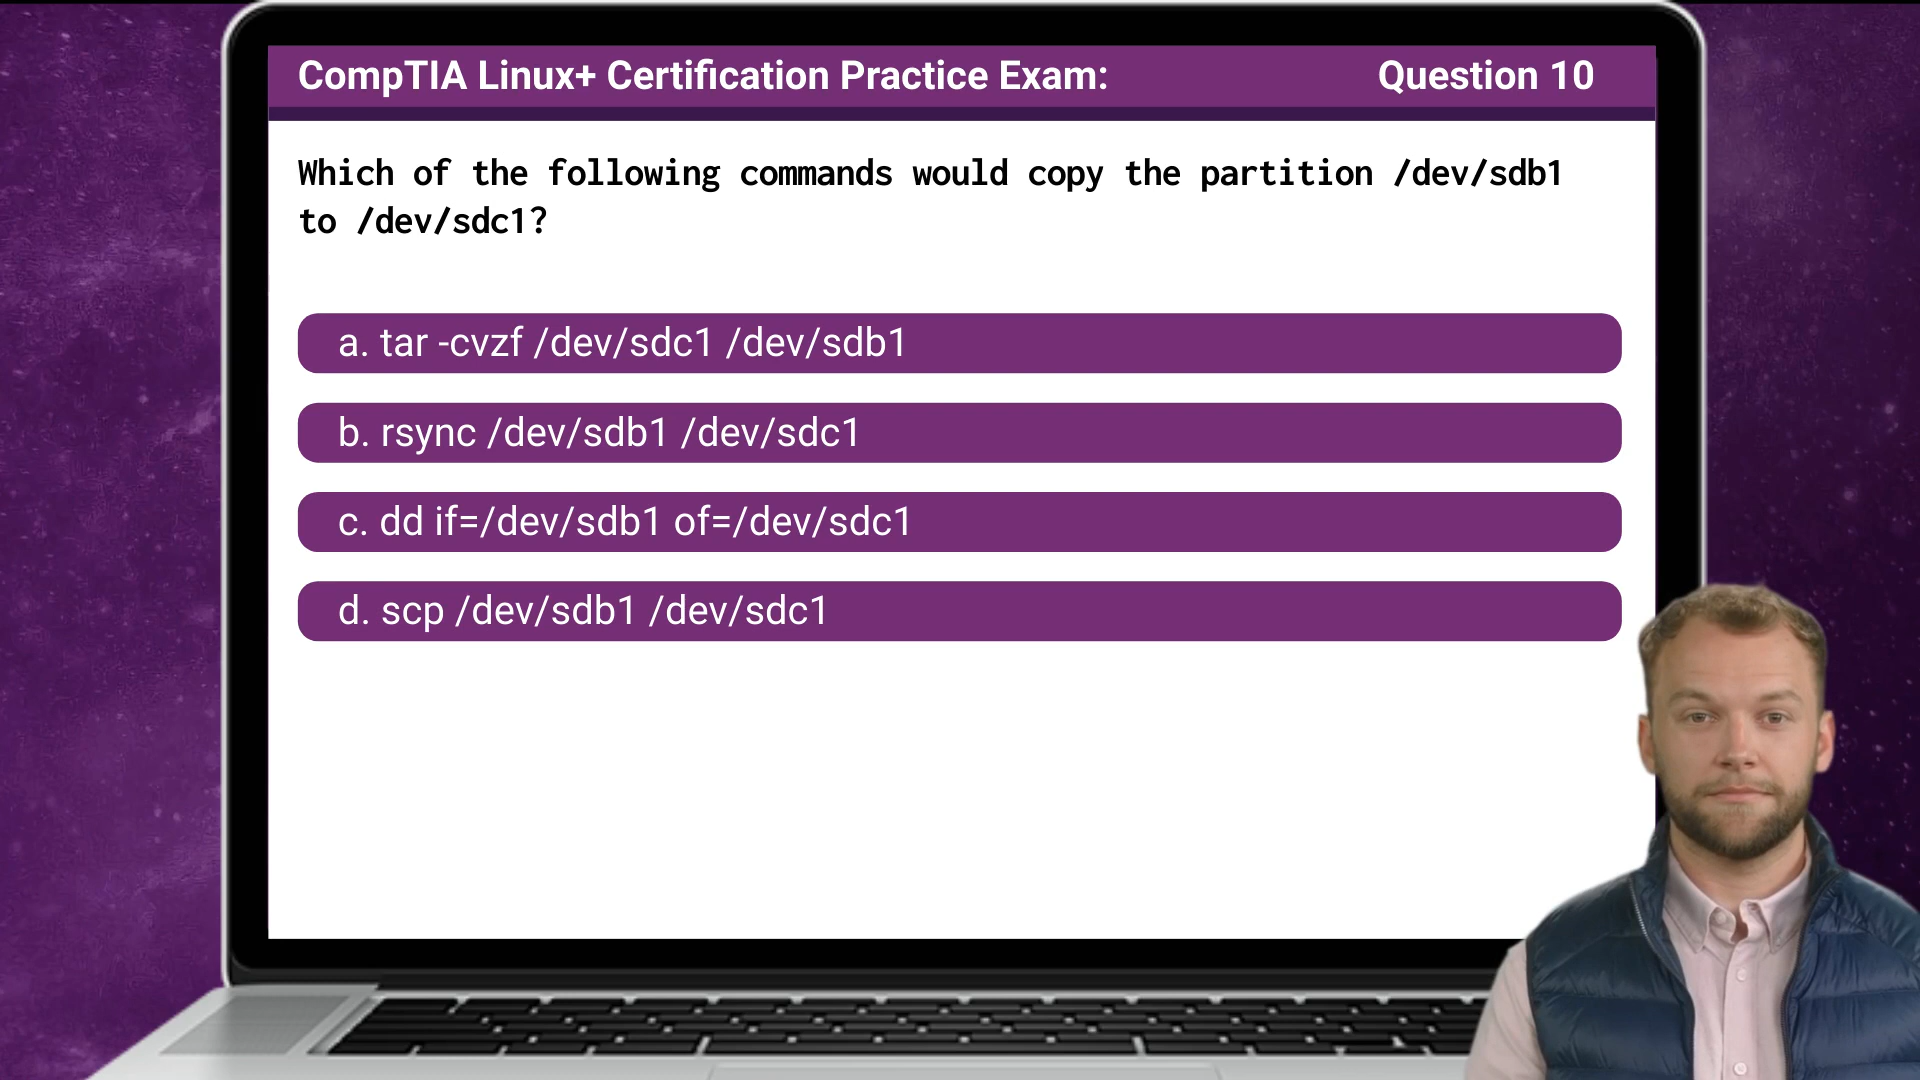 CompTIA Linux+ Certification Practice Exam:
Question 10
Which of the following commands would copy the partition /dev/sdb1
to /dev/sdc1?
a. tar -cvzf /dev/sdc1 /dev/sdb1
b. rsync /dev/sdb1 /dev/sdc1
c. dd if=/dev/sdb1 of=/dev/sdc1
d. scp /dev/sdb1 /dev/sdc1